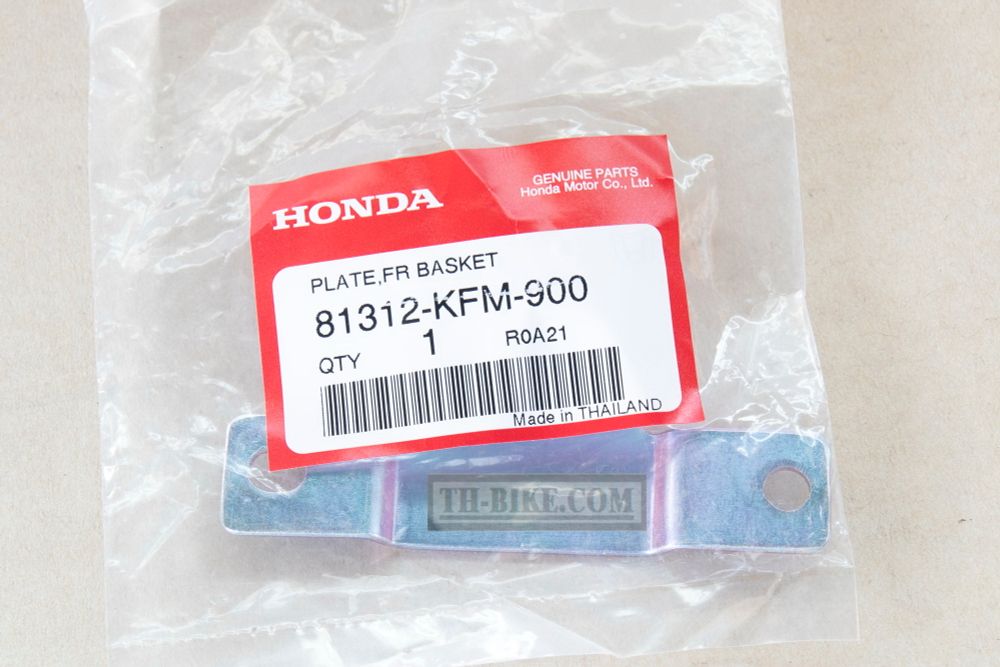 HONDA
GENUINE PARTS
Honda Motor Co., Ltd.
PLATE,FR BASKET
81312-KFM-900
QTY 1 R0A21
Made in THAILAND
TH-BIKE.COM